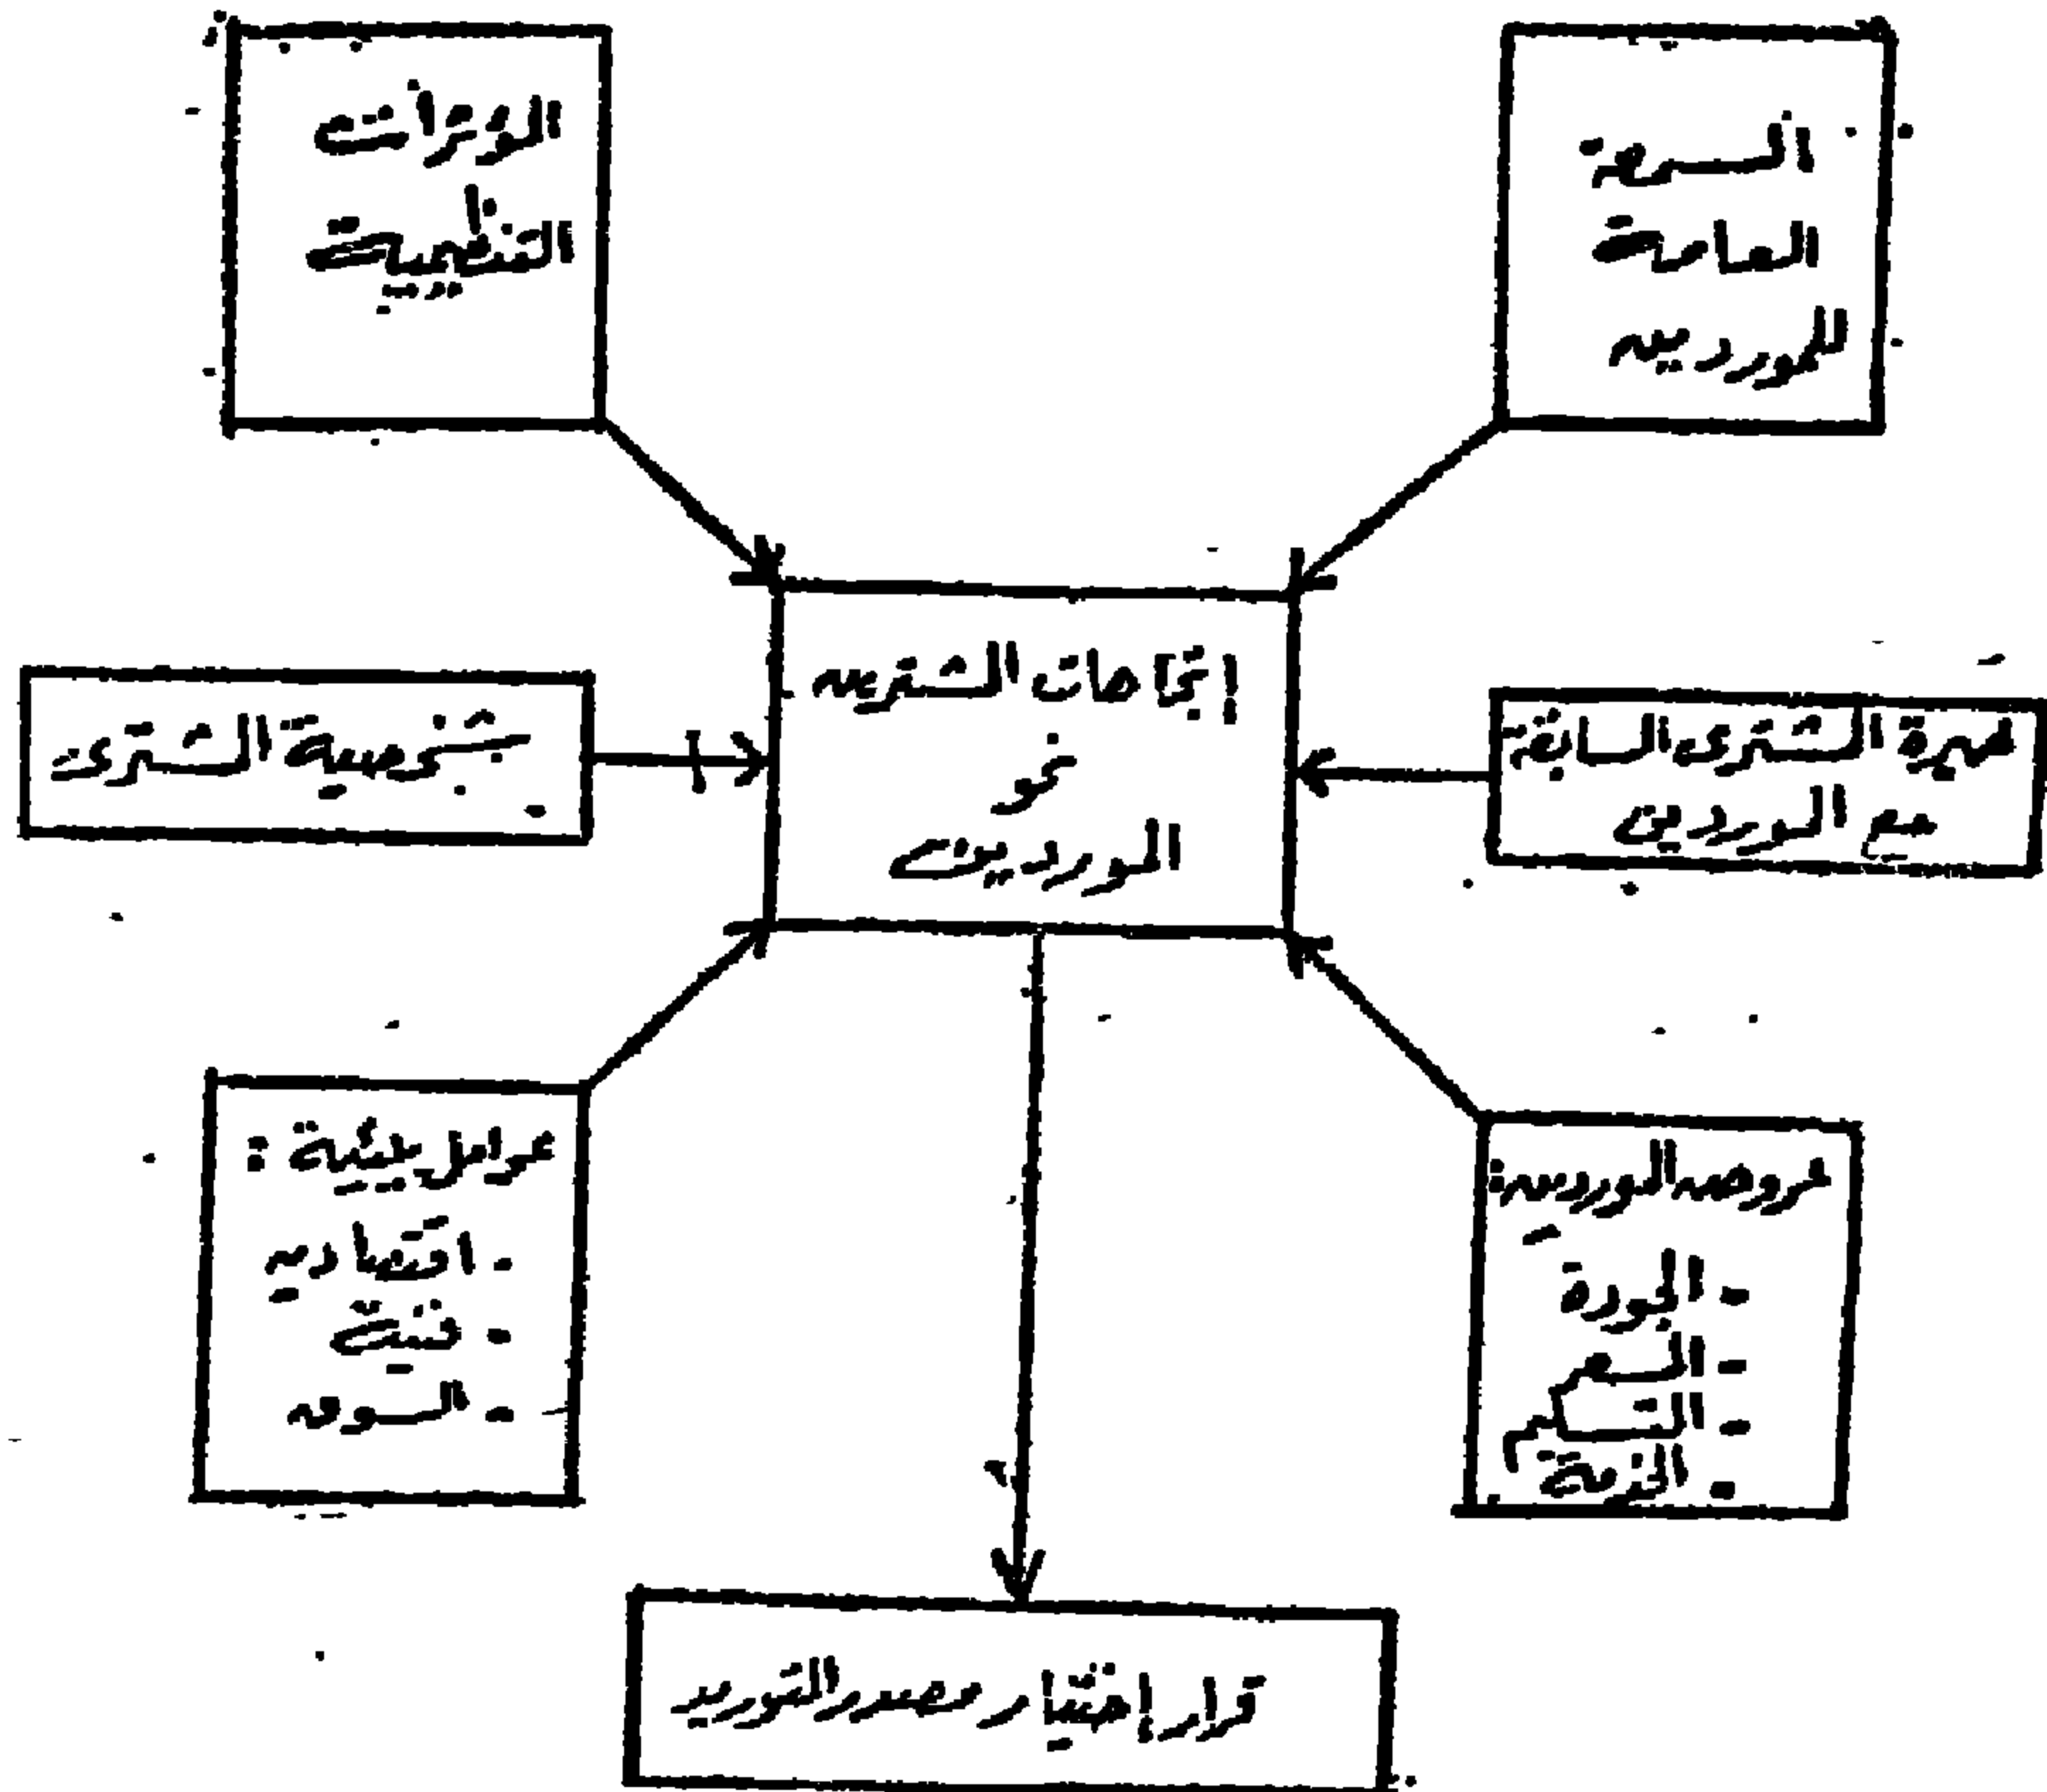 السمعة
العامة
للموردين
المؤثرات
التنظيمية
إتجاهات المشترين
نحو
الموردين
خبرة المشترى السابقة
مع الموردين
شخصية المشترى
عروض الموردين:
- الجودة
- السعر
- التسليم
- الخدمة
عوامل بيئية:
- اقتصاديه
- فنية
- السوق
قرار إختيار مصدر التوريد